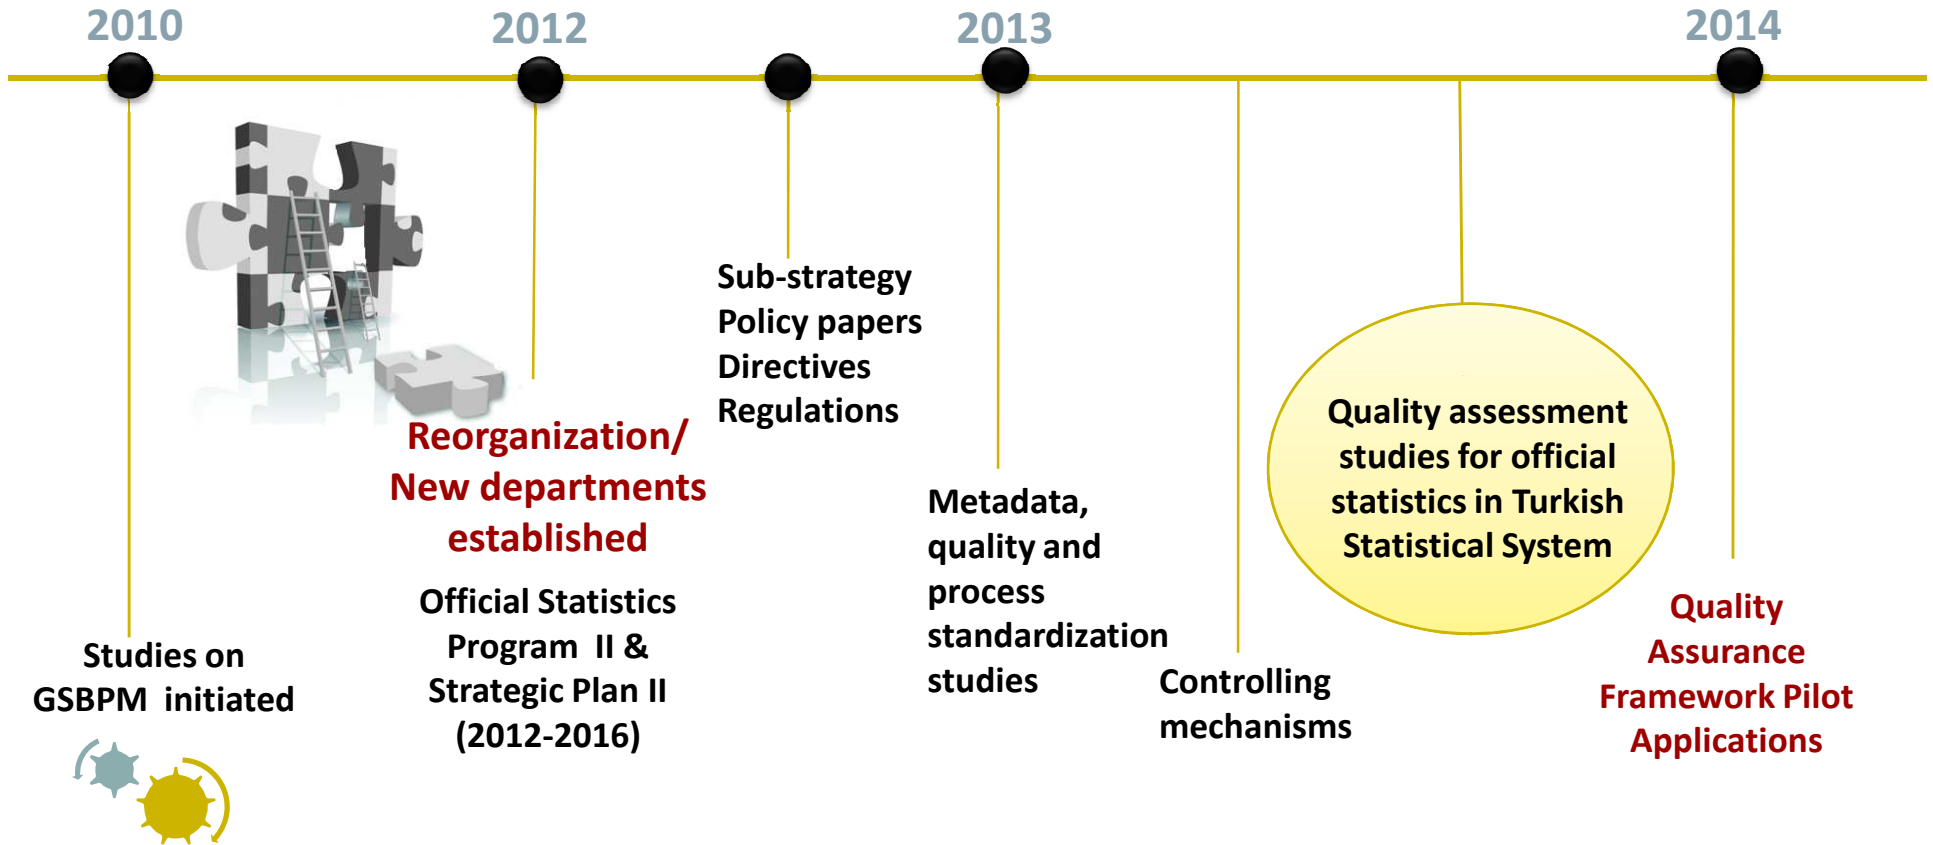 2010
2012
2013
2014
Studies on
GSBPM initiated
Reorganization/
New departments
established
Official Statistics
Program II &
Strategic Plan II
(2012-2016)
Sub-strategy
Policy papers
Directives
Regulations
Metadata,
quality and
process
standardization
studies
Controlling
mechanisms
Quality assessment
studies for official
statistics in Turkish
Statistical System
Quality
Assurance
Framework Pilot
Applications